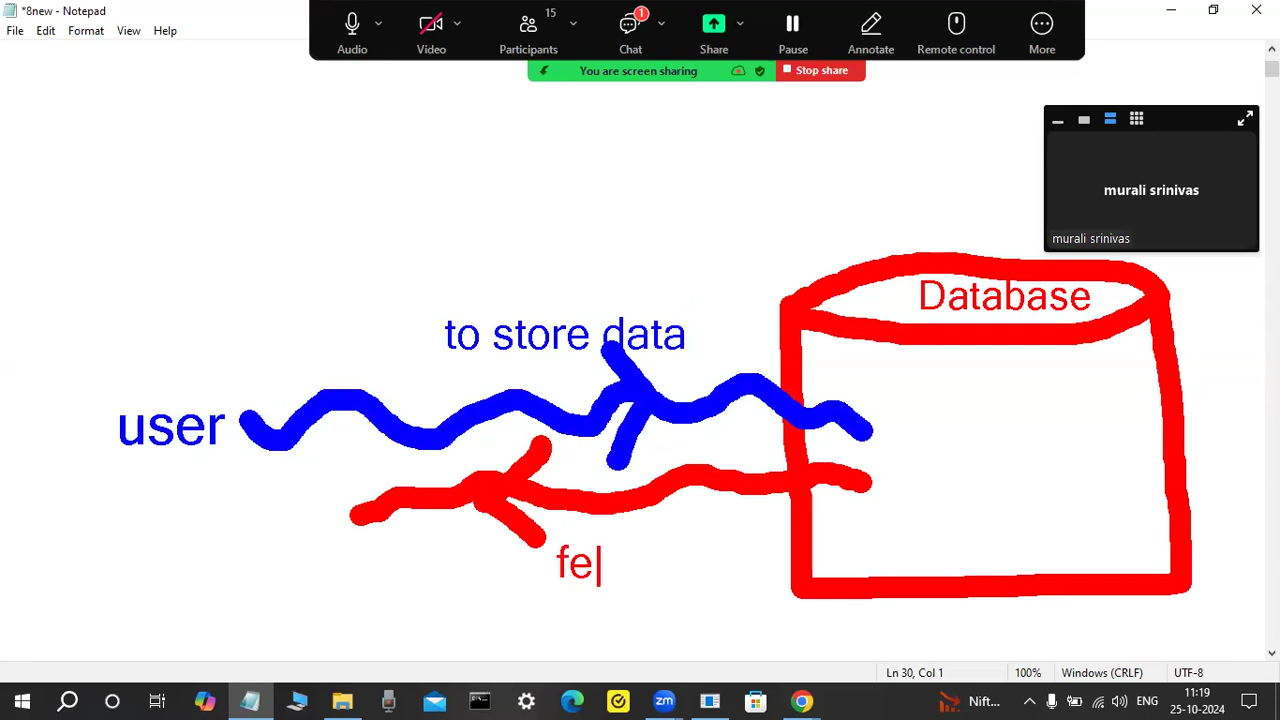 *8new - Notepad
File Edit Format View Help
15
1
Audio Video Participants Chat Share Pause Annotate Remote control More
You are screen sharing Stop share
murali srinivas
murali srinivas
Database
to store data
user
fe
Ln 30, Col 1 100% Windows (CRLF) UTF-8
zm Nift... ENG 11:19
25-10-2024